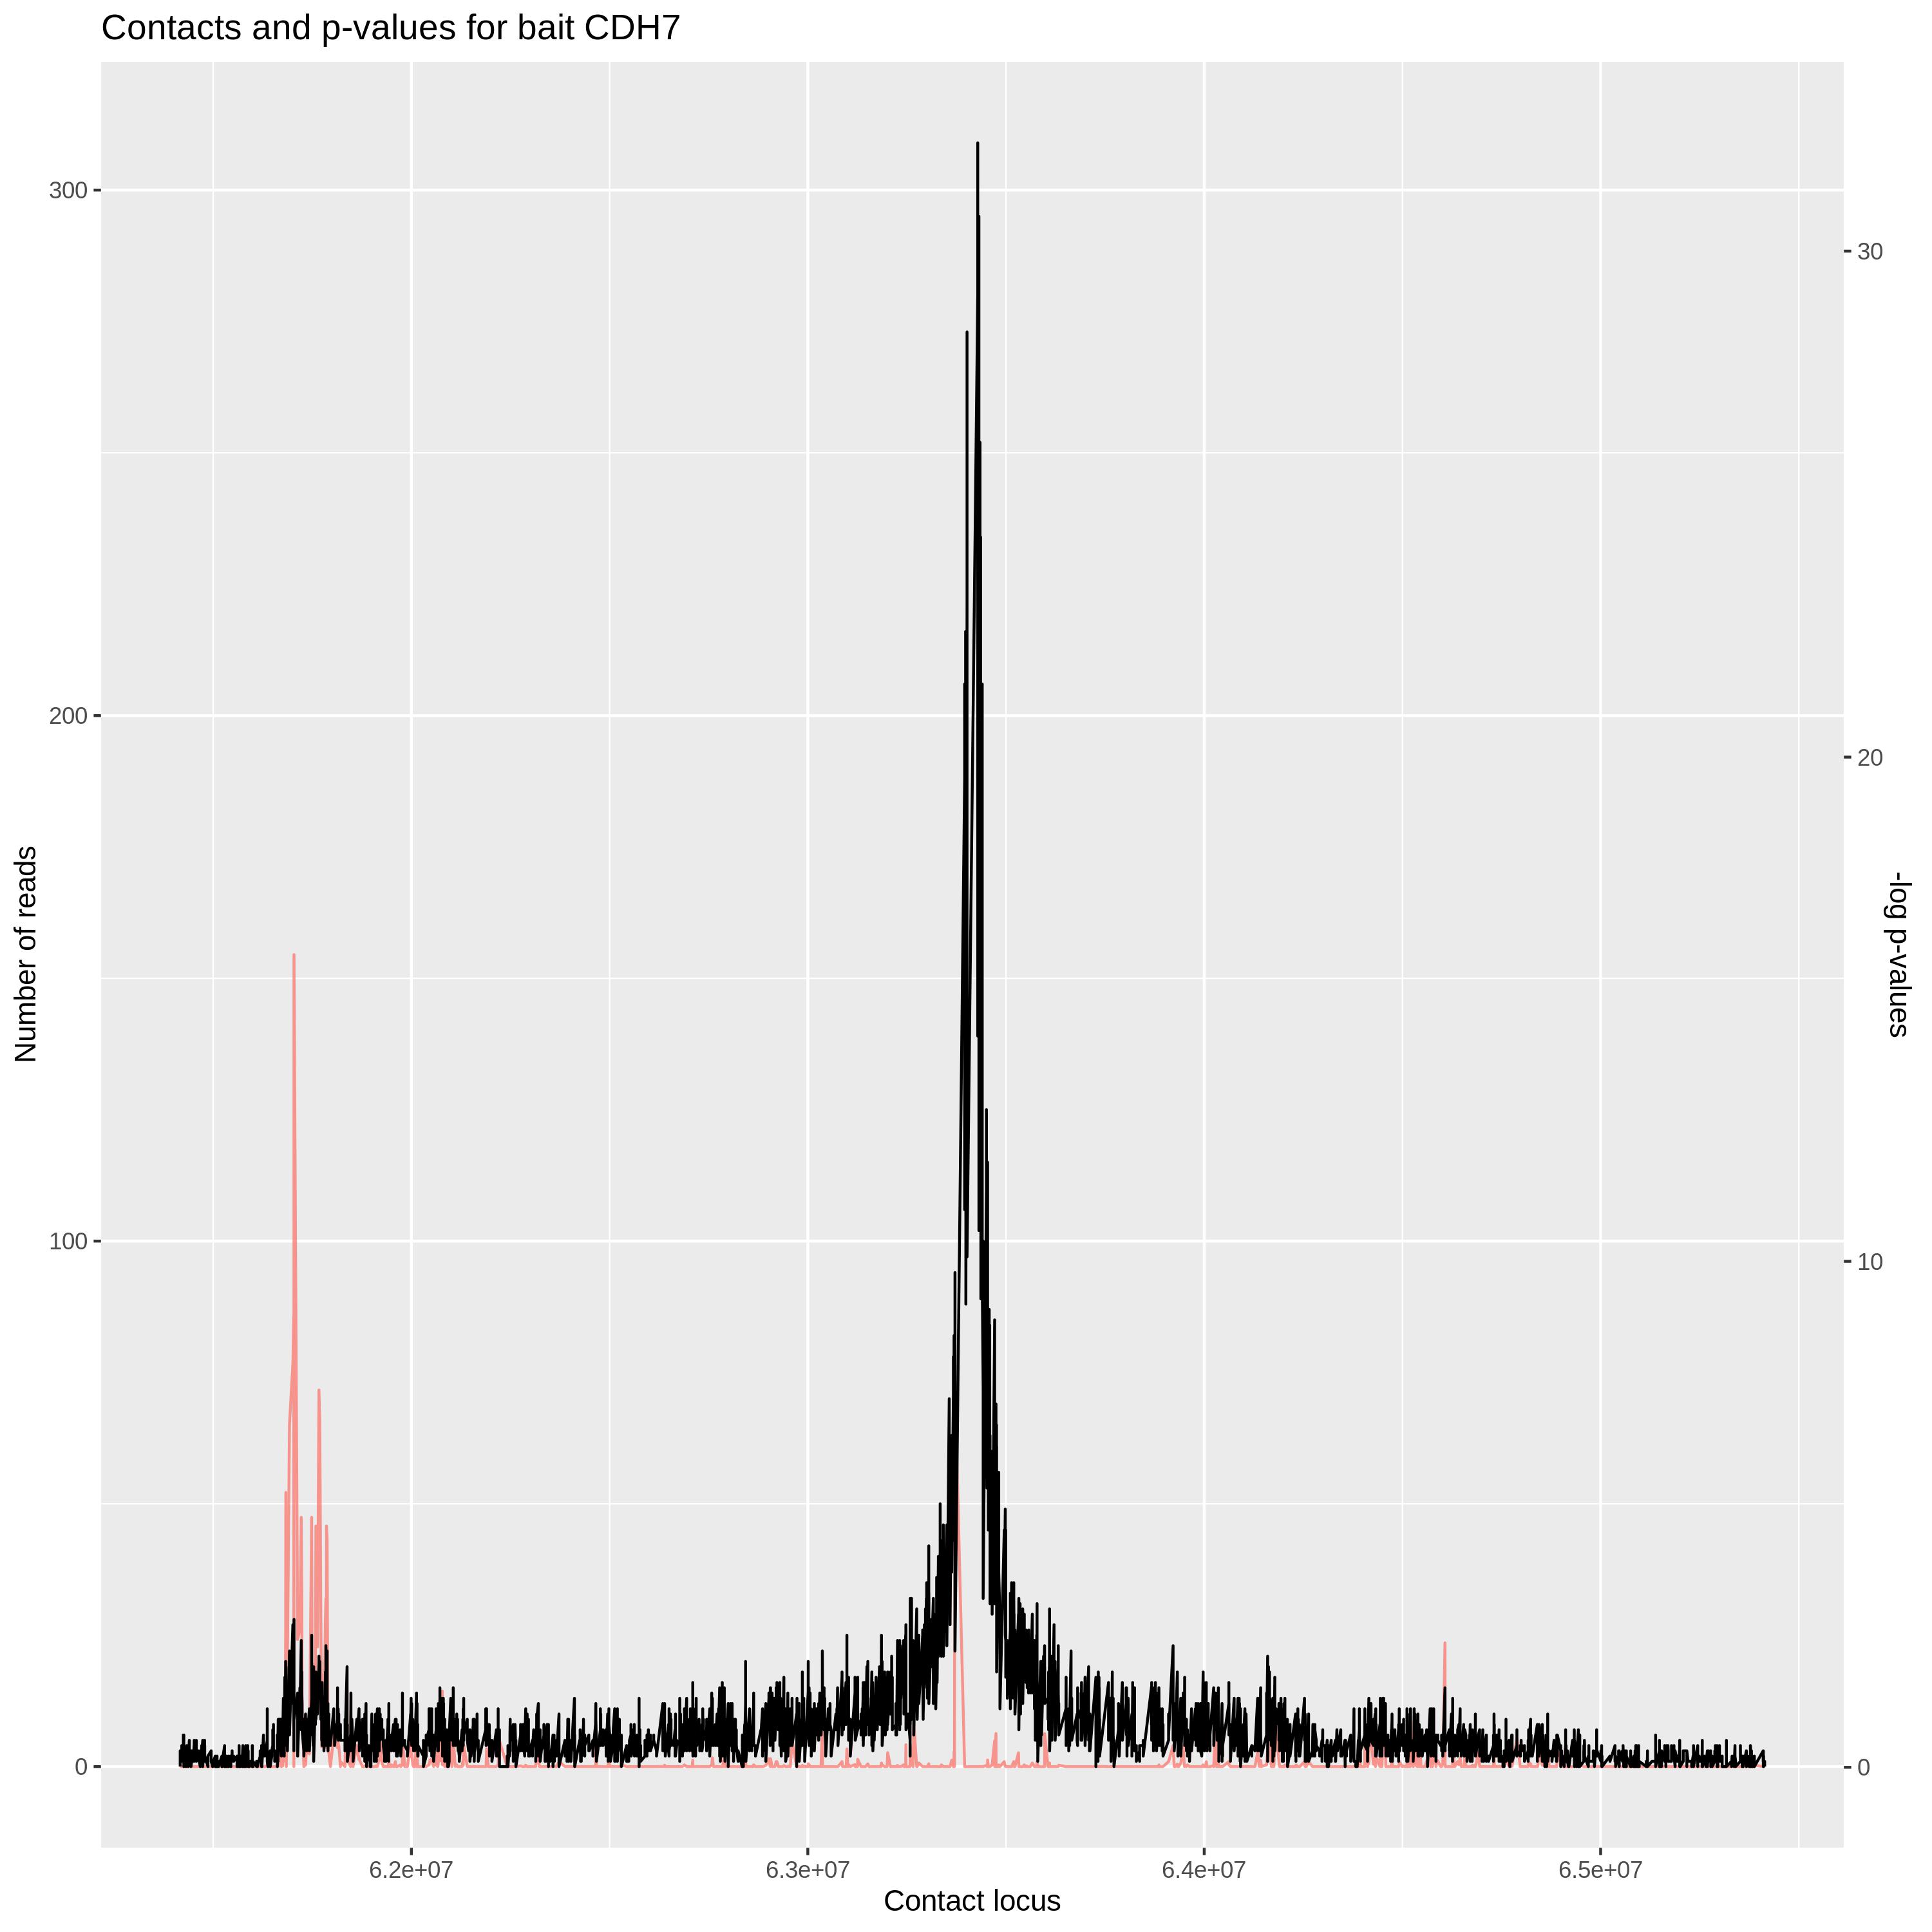 Contacts and p-values for bait CDH7
300
200
100
0
Number of reads
30
20
10
0
-log p-values
6.2e+07
6.3e+07
6.4e+07
6.5e+07
Contact locus